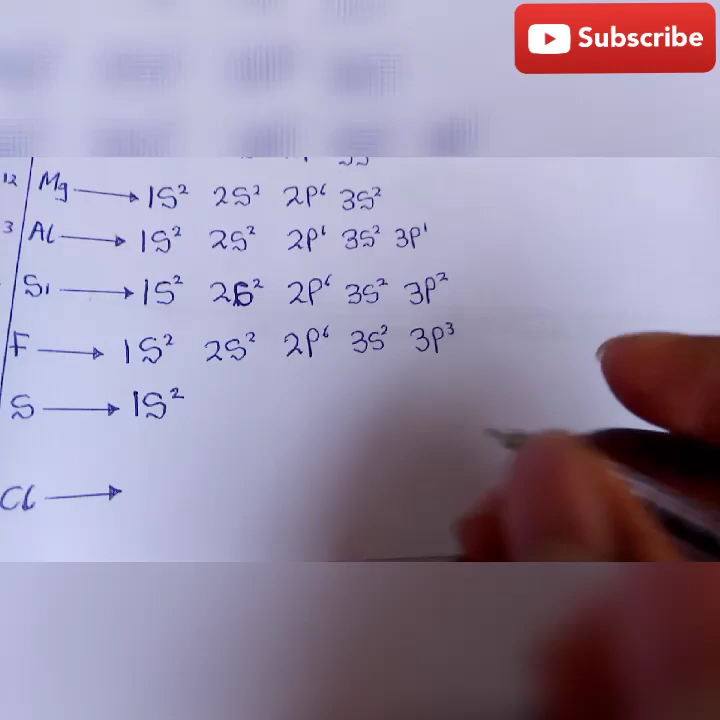 Subscribe
12 Mg → 1S² 2S² 2P⁶ 3S²
3 Al → 1S² 2S² 2P⁶ 3S² 3P¹
Si → 1S² 2S² 2P⁶ 3S² 3P²
F → 1S² 2S² 2P⁶ 3S² 3P³
S → 1S²
Cl →